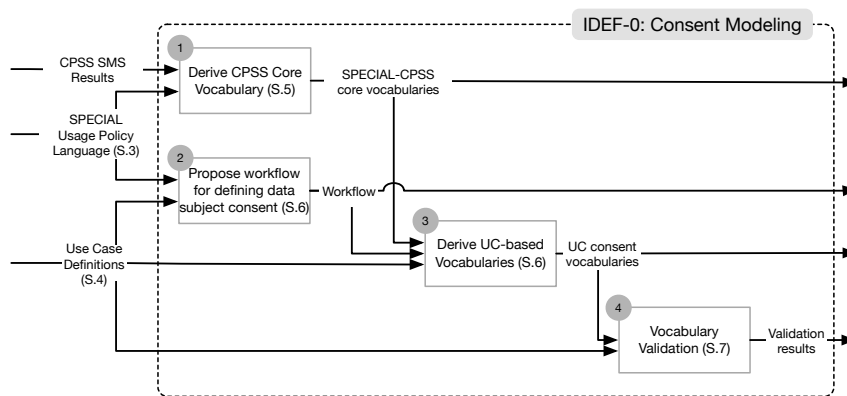 IDEF-0: Consent Modeling
1
CPSS SMS
Results
Derive CPSS Core
Vocabulary (S.5)
SPECIAL-CPSS
core vocabularies
SPECIAL
Usage Policy
Language (S.3)
2
Propose workflow
for defining data
subject consent (S.6)
Workflow
3
Use Case
Definitions
(S.4)
Derive UC-based
Vocabularies (S.6)
UC consent
vocabularies
4
Vocabulary
Validation (S.7)
Validation
results